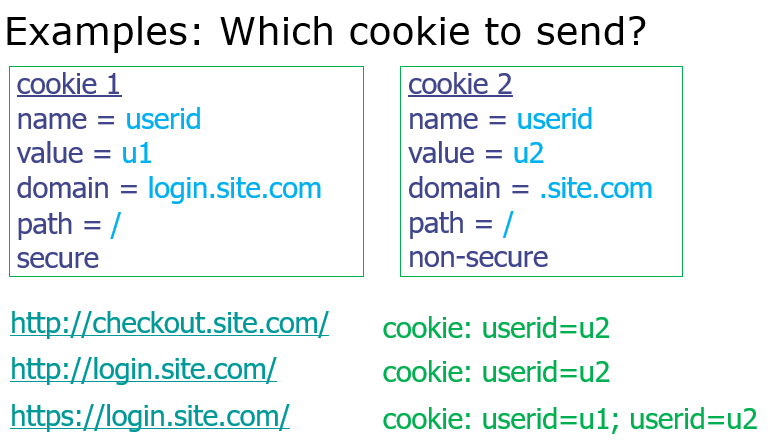 Examples: Which cookie to send?
cookie 1
name = userid
value = u1
domain = login.site.com
path = /
secure
cookie 2
name = userid
value = u2
domain = .site.com
path = /
non-secure
http://checkout.site.com/ cookie: userid=u2
http://login.site.com/ cookie: userid=u2
https://login.site.com/ cookie: userid=u1; userid=u2